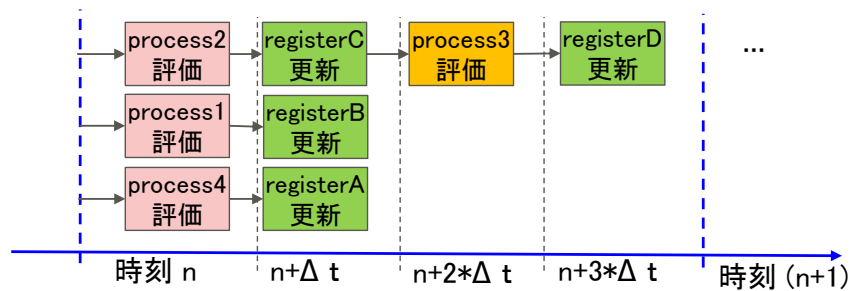 process2
評価
registerC
更新
process3
評価
registerD
更新
...
process1
評価
registerB
更新
process4
評価
registerA
更新
時刻 n
n+Δ t
n+2*Δ t
n+3*Δ t
時刻 (n+1)